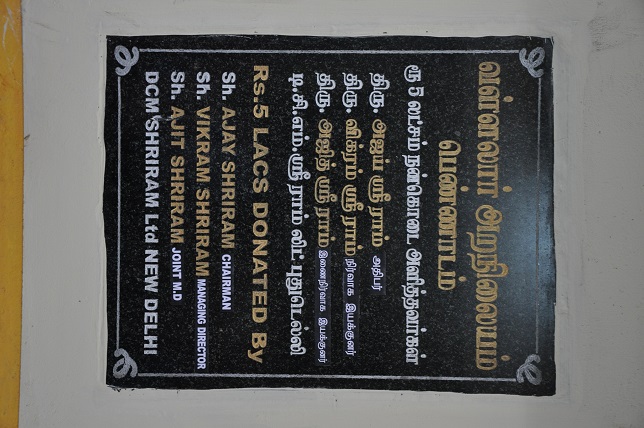 வள்ளலார் அறநிலையம்
பெண்ணாடம்
ரூ 5 லட்சம் நன்கொடை அளித்தவர்கள்
திரு. அஜய் ஸ்ரீ ராம் அதிபர்
திரு. விக்ரம் ஸ்ரீ ராம் நிர்வாக இயக்குனர்
திரு. அஜித் ஸ்ரீ ராம் இணை நிர்வாக இயக்குனர்
டி.சி.எம்.ஸ்ரீ ராம் லிட் புதுடெல்லி
Rs.5 LACS DONATED By
Sh. AJAY SHRIRAM CHAIRMAN
Sh. VIKRAM SHRIRAM MANAGING DIRECTOR
Sh. AJIT SHRIRAM JOINT M.D
DCM SHRIRAM Ltd NEW DELHI